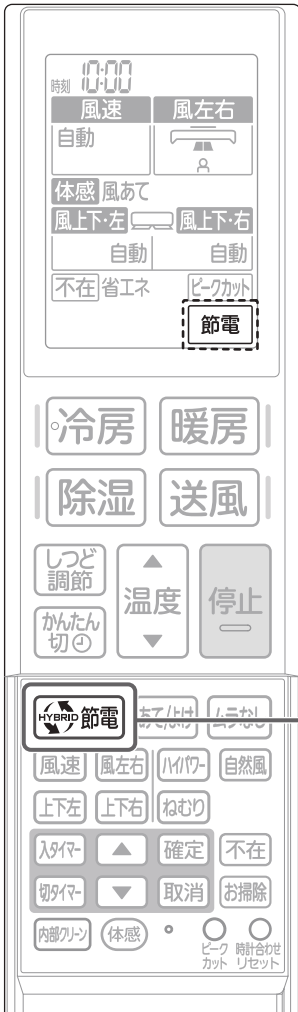 時刻 10:00
風速 風左右
自動
体感 風あて
風上下・左 風上下・右
自動 自動
不在 省エネ ピークカット
節電
冷房 暖房
除湿 送風
しつど調節 温度 停止
かんたん切
HYBRID 節電 あて/よけ ムラなし
風速 風左右 ハイパワー 自然風
上下左 上下右 ねむり
入タイマー 確定 不在
切タイマー 取消 お掃除
内部クリーン 体感 ピークカット 時計合わせ
リセット